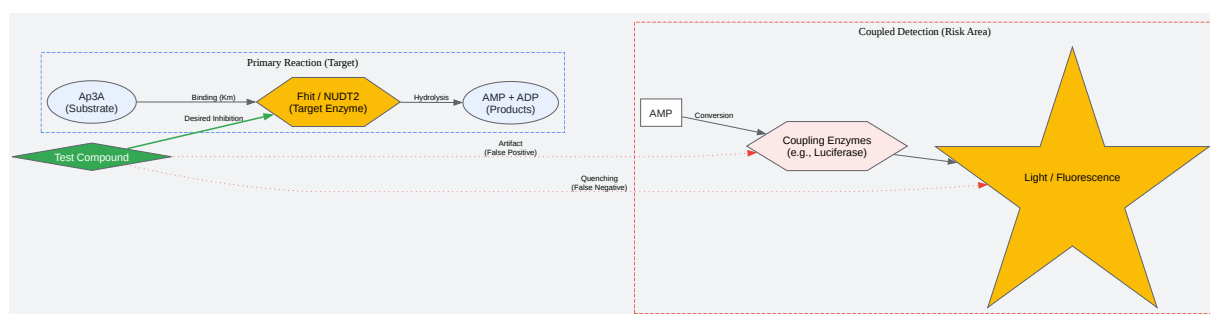 Primary Reaction (Target)
Ap3A
(Substrate)
Binding (Km)
Fhit / NUDT2
(Target Enzyme)
Hydrolysis
AMP + ADP
(Products)
Desired Inhibition
Test Compound
Artifact
(False Positive)
Quenching
(False Negative)
Coupled Detection (Risk Area)
AMP
Conversion
Coupling Enzymes
(e.g., Luciferase)
Light / Fluorescence